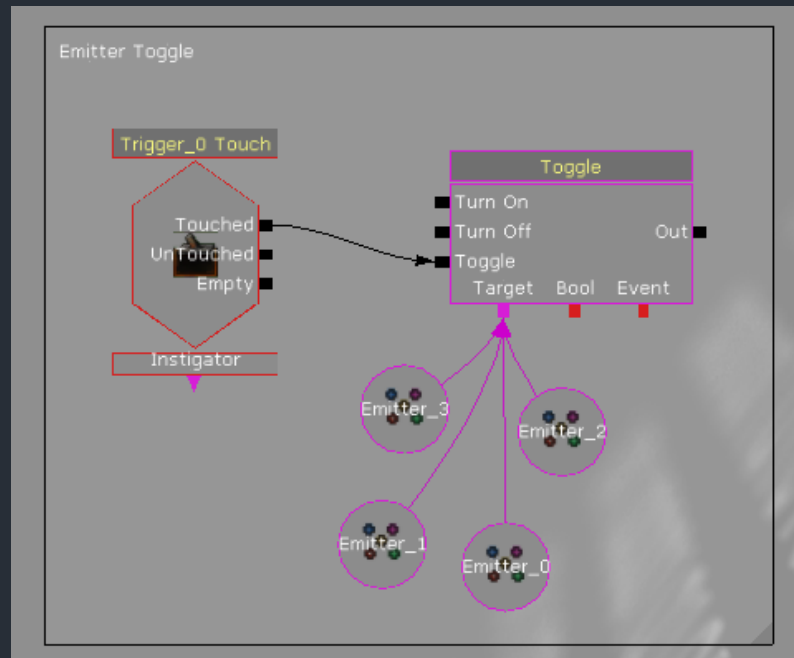 Emitter Toggle
Trigger_0 Touch
Touched
UnTouched
Empty
Instigator
Toggle
Turn On
Turn Off
Out
Toggle
Target Bool Event
Emitter_3
Emitter_2
Emitter_1
Emitter_0